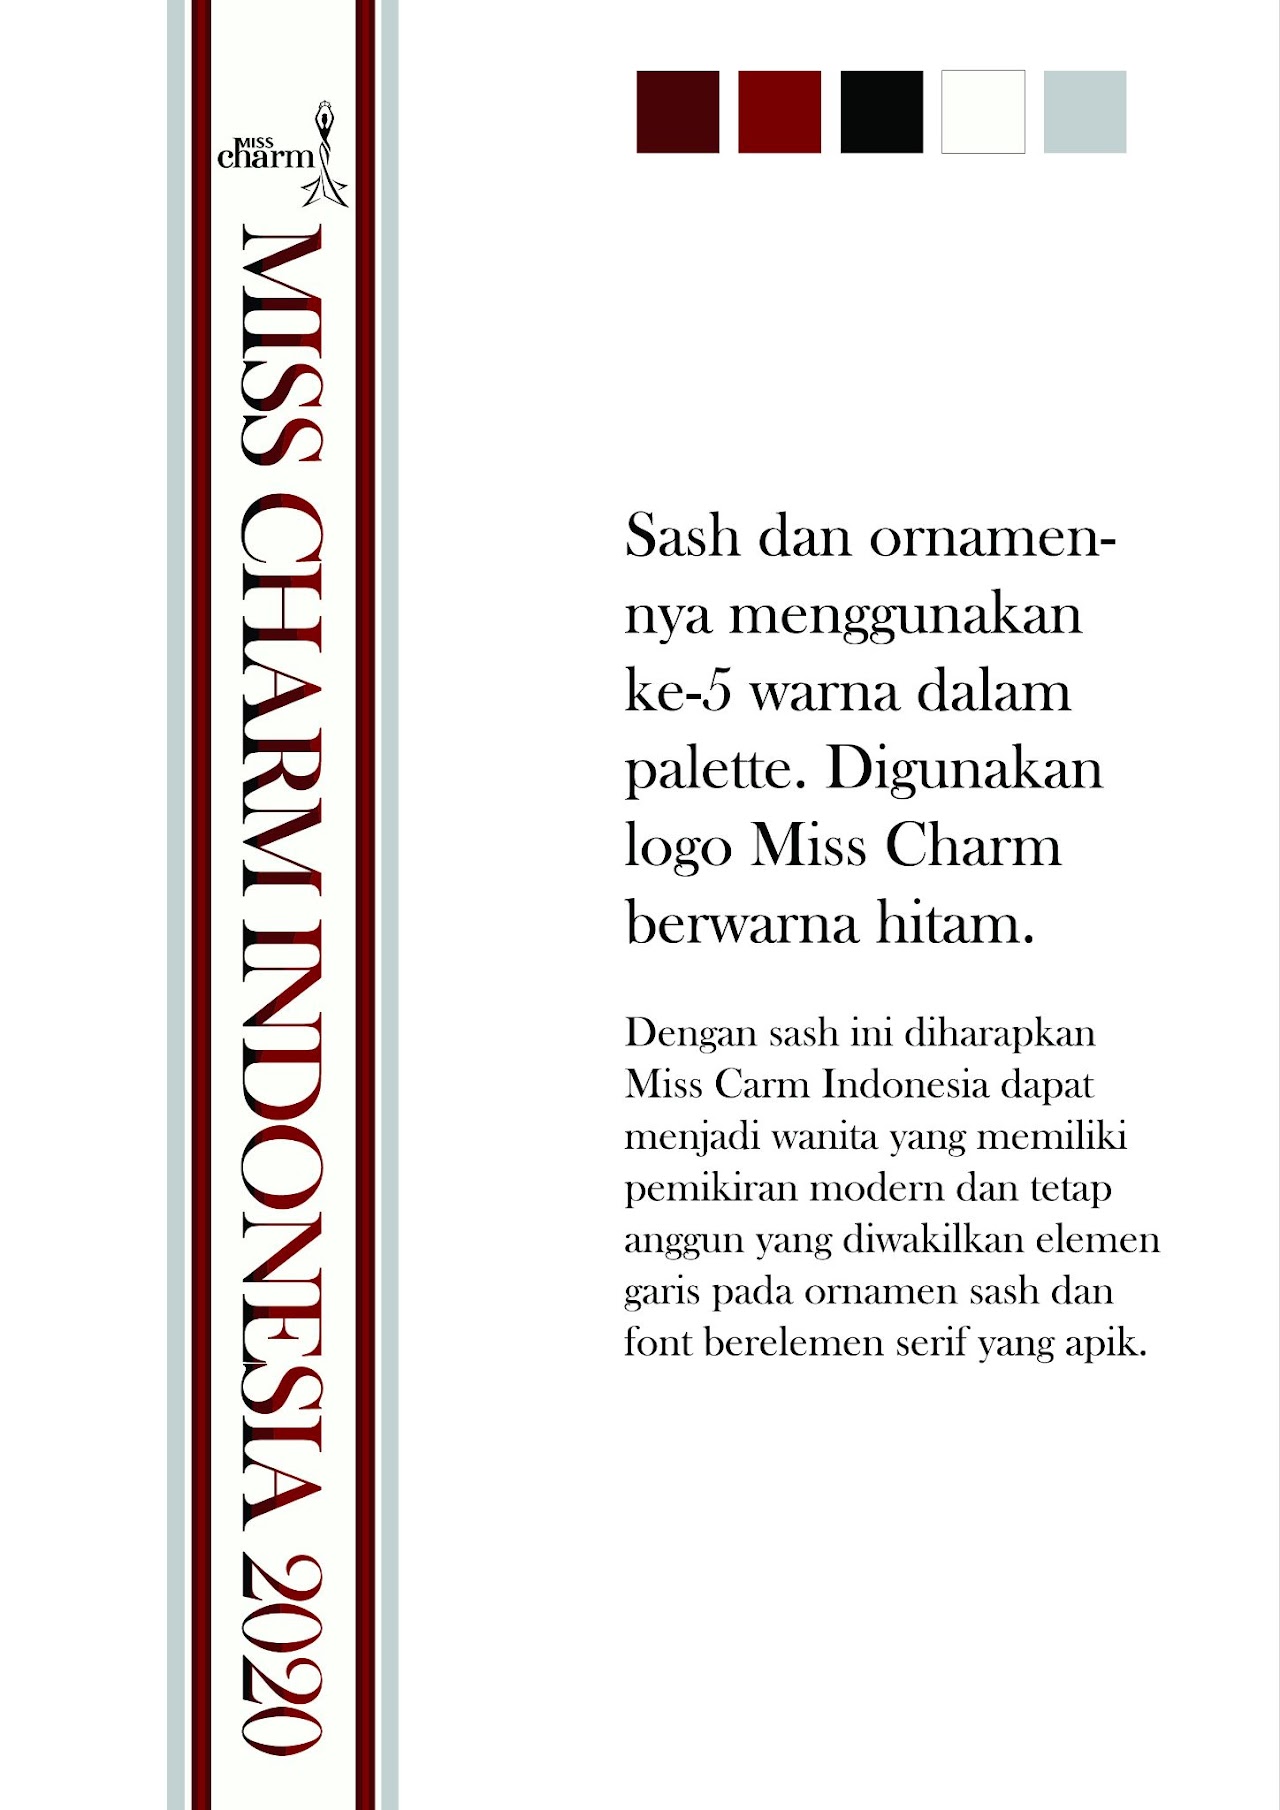 MISS
charm
MISS CHARM INDONESIA 2020
Sash dan ornamen-
nya menggunakan
ke-5 warna dalam
palette. Digunakan
logo Miss Charm
berwarna hitam.
Dengan sash ini diharapkan
Miss Carm Indonesia dapat
menjadi wanita yang memiliki
pemikiran modern dan tetap
anggun yang diwakilkan elemen
garis pada ornamen sash dan
font berelemen serif yang apik.